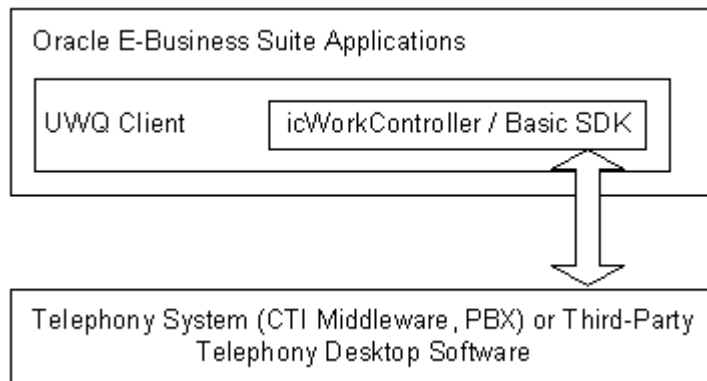 Oracle E-Business Suite Applications
UWQ Client
icWorkController / Basic SDK
Telephony System (CTI Middleware, PBX) or Third-Party
Telephony Desktop Software